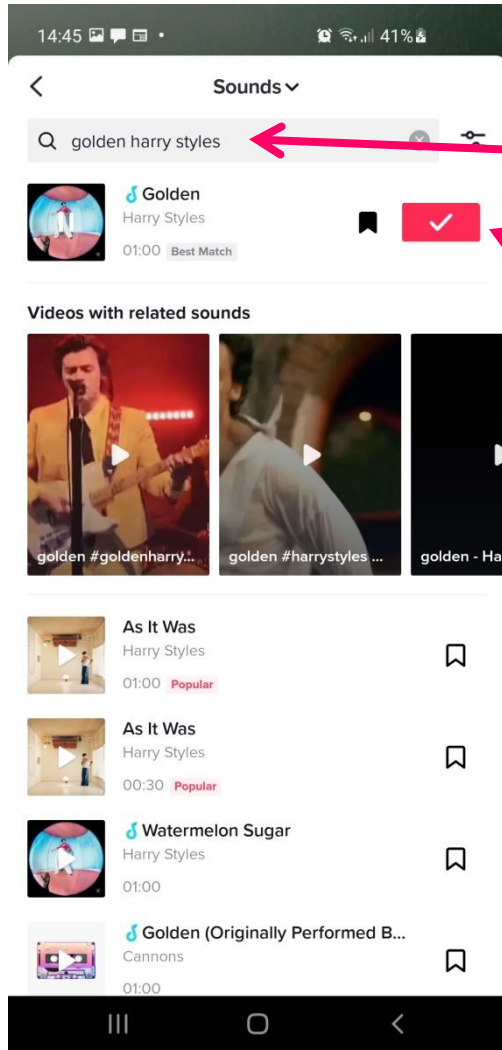 14:45
41%
Sounds
golden harry styles
Golden
Harry Styles
01:00 Best Match
Videos with related sounds
golden #goldenharry...
golden #harrystyles ...
golden - Ha
As It Was
Harry Styles
01:00 Popular
As It Was
Harry Styles
00:30 Popular
Watermelon Sugar
Harry Styles
01:00
Golden (Originally Performed B...
Cannons
01:00